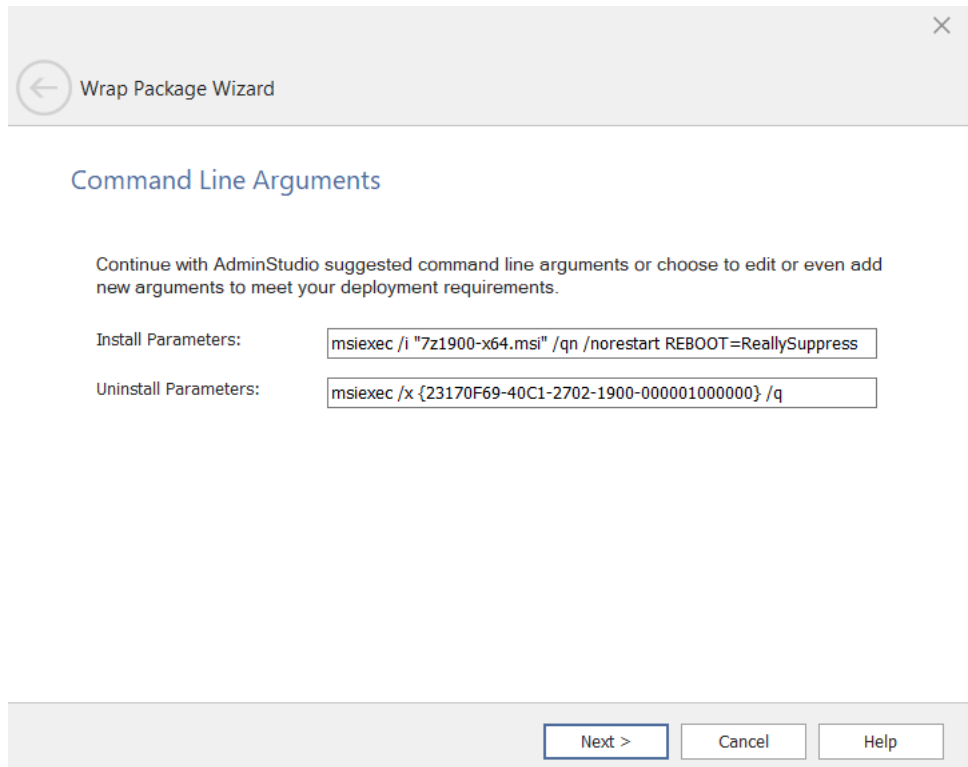 Wrap Package Wizard
Command Line Arguments
Continue with AdminStudio suggested command line arguments or choose to edit or even add
new arguments to meet your deployment requirements.
Install Parameters: msiexec /i "7z1900-x64.msi" /qn /norestart REBOOT=ReallySuppress
Uninstall Parameters: msiexec /x {23170F69-40C1-2702-1900-000001000000} /q
Next > Cancel Help